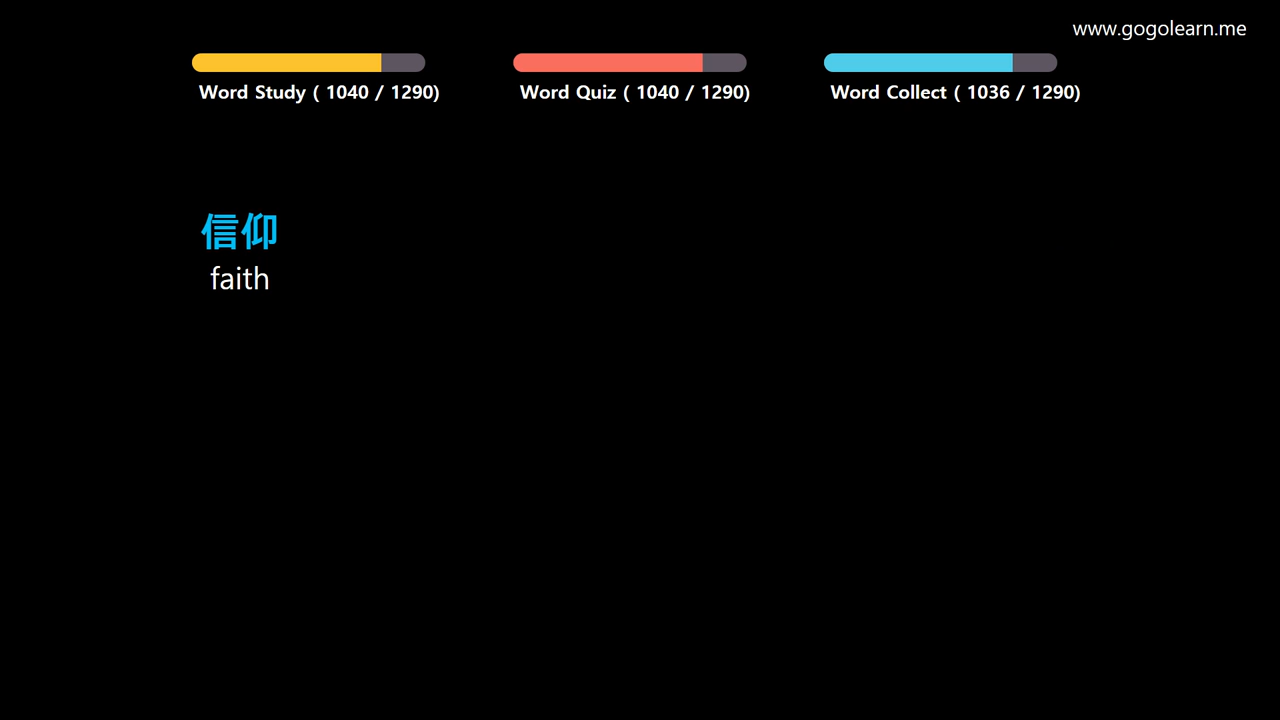 www.gogolearn.me
Word Study ( 1040 / 1290)
Word Quiz ( 1040 / 1290)
Word Collect ( 1036 / 1290)
信仰
faith